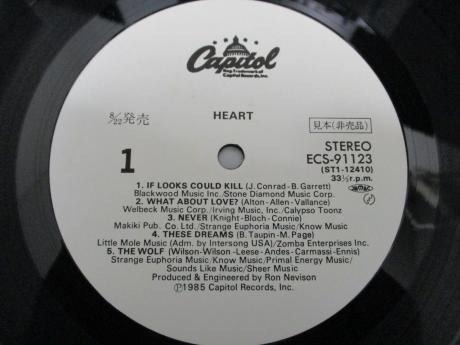 Capitol
Reg. Trademark of
Capitol Records, Inc.
8/22発売
HEART
見本(非売品)
STEREO
ECS-91123
(ST1-12410)
33⅓r.p.m.
1
1. IF LOOKS COULD KILL (J. Conrad-B. Garrett)
Blackwood Music Inc./Stone Diamond Music Corp.
2. WHAT ABOUT LOVE? (Alton-Allen-Vallance)
Welbeck Music Corp./Irving Music, Inc./Calypso Toonz
3. NEVER (Knight-Bloch-Connie)
Makiki Pub. Co. Ltd./Strange Euphoria Music/Know Music
4. THESE DREAMS (B. Taupin-M. Page)
Little Mole Music (Adm. by Intersong USA)/Zomba Enterprises Inc.
5. THE WOLF (Wilson-Wilson-Leese-Andes-Carmassi-Ennis)
Strange Euphoria Music/Know Music/Primal Energy Music/
Sounds Like Music/Sheer Music
Produced & Engineered by Ron Nevison
Ⓟ1985 Capitol Records, Inc.